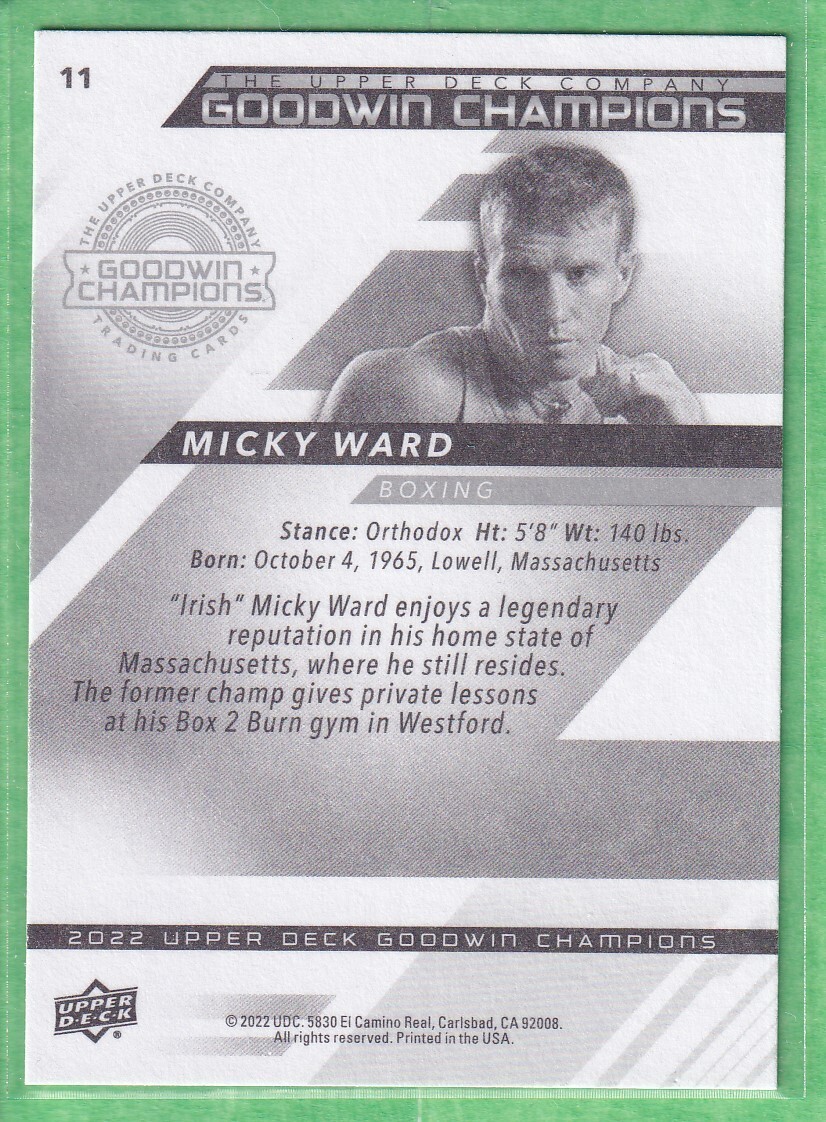 11
THE UPPER DECK COMPANY
GOODWIN CHAMPIONS
THE UPPER DECK COMPANY
GOODWIN
CHAMPIONS
TRADING CARDS
MICKY WARD
BOXING
Stance: Orthodox Ht: 5'8" Wt: 140 lbs.
Born: October 4, 1965, Lowell, Massachusetts
"Irish" Micky Ward enjoys a legendary
reputation in his home state of
Massachusetts, where he still resides.
The former champ gives private lessons
at his Box 2 Burn gym in Westford.
2022 UPPER DECK GOODWIN CHAMPIONS
UPPER
D·E·C·K
®
© 2022 UDC. 5830 El Camino Real, Carlsbad, CA 92008.
All rights reserved. Printed in the USA.